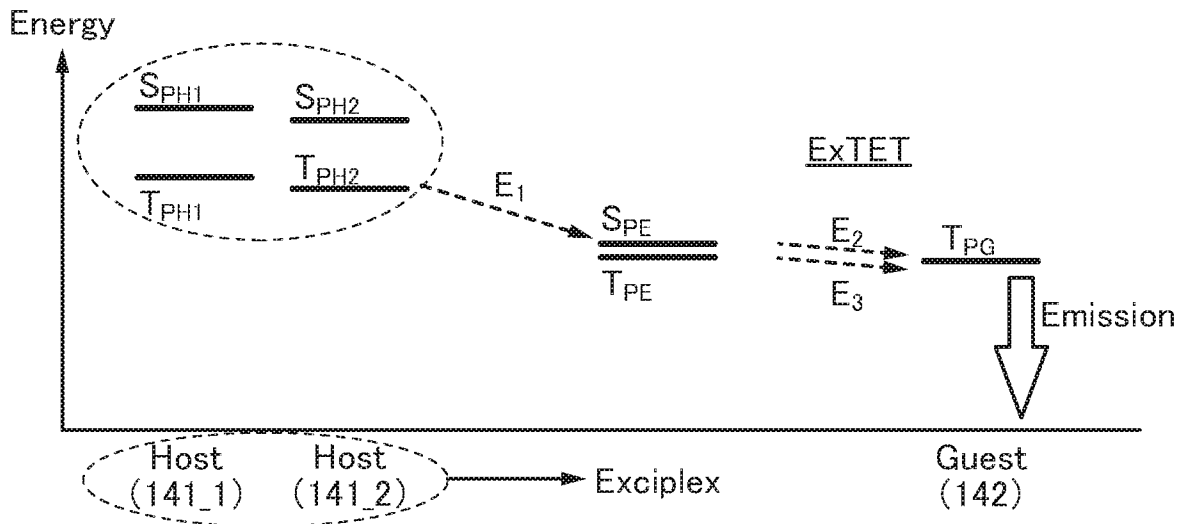 Energy
S_PH1
S_PH2
T_PH1
T_PH2
E_1
ExTET
S_PE
T_PE
E_2
E_3
T_PG
Emission
Host
(141_1)
Host
(141_2)
Exciplex
Guest
(142)